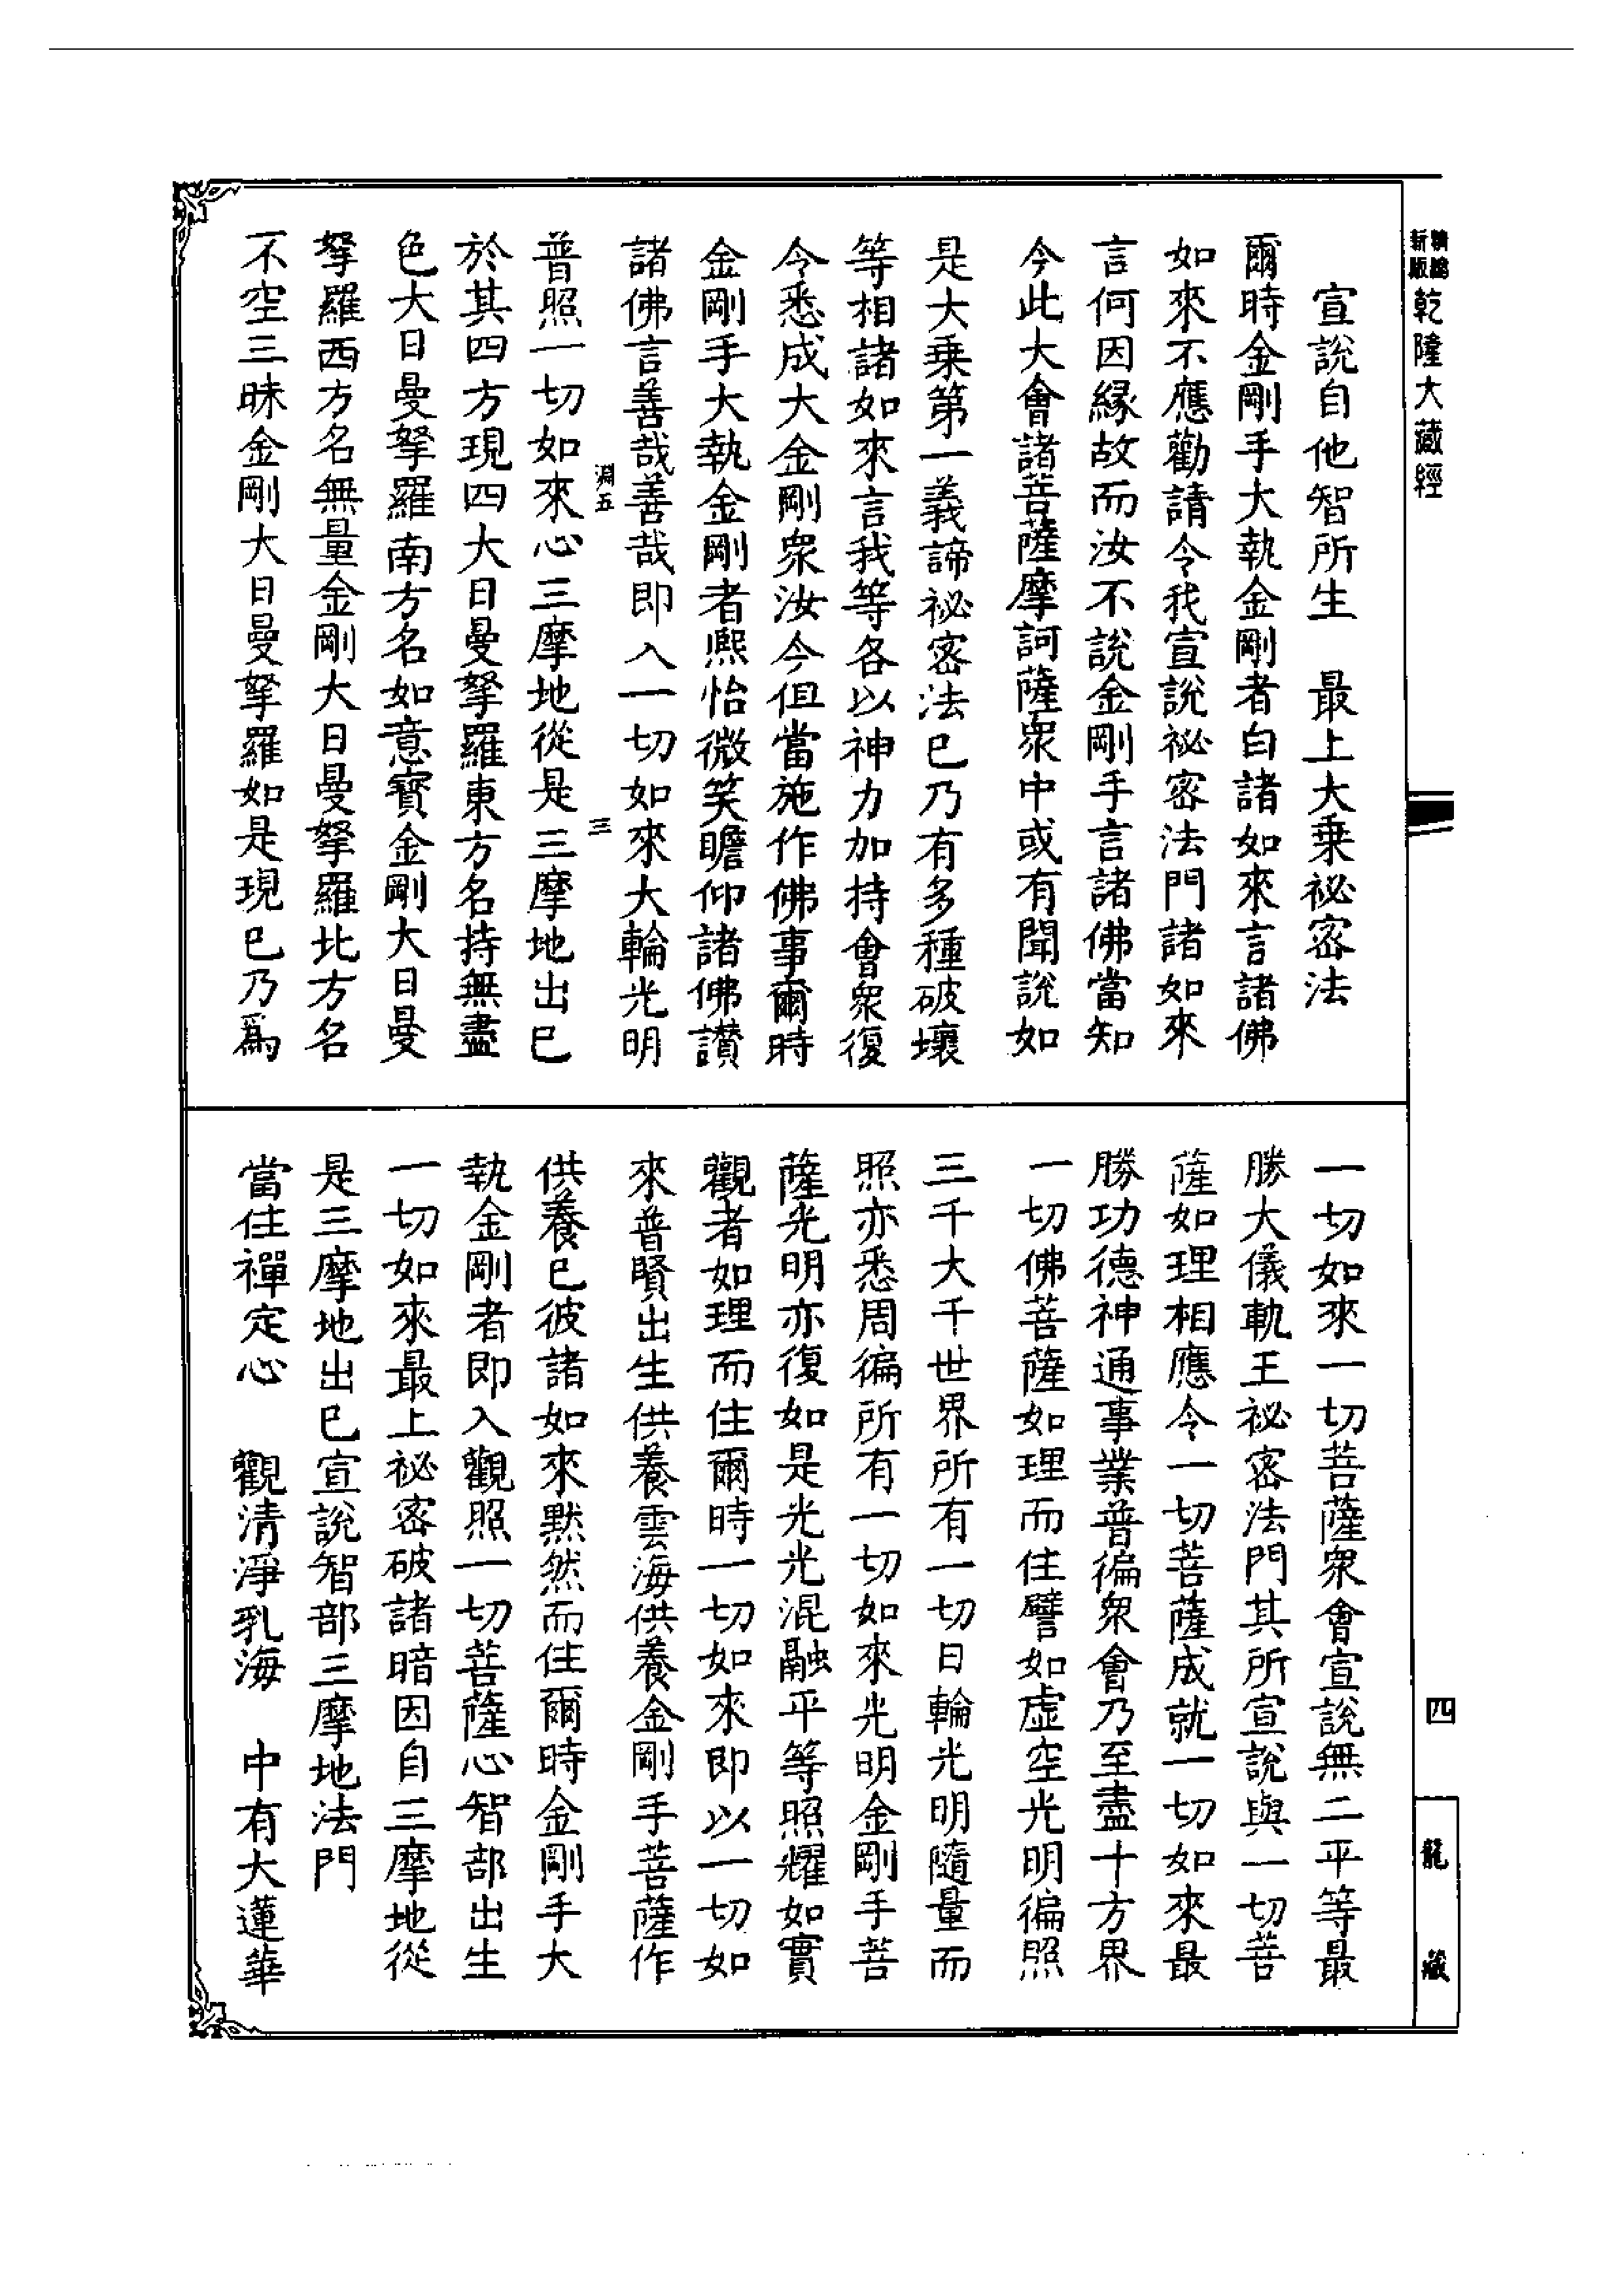 新版
精縮
乾隆大藏經
宣說自他智所生　最上大乘祕密法
爾時金剛手大執金剛者白諸如來言諸佛
如來不應勸請令我宣說祕密法門諸如來
言何因緣故而汝不說金剛手言諸佛當知
今此大會諸菩薩摩訶薩衆中或有聞說如
是大乘第一義諦祕密法已乃有多種破壞
等相諸如來言我等各以神力加持會衆復
令悉成大金剛衆汝今但當施作佛事爾時
金剛手大執金剛者熙怡微笑瞻仰諸佛讚
諸佛言善哉善哉即入一切如來大輪光明
淵五　三
普照一切如來心三摩地從是三摩地出已
於其四方現四大日曼拏羅東方名持無盡
色大日曼拏羅南方名如意寶金剛大日曼
拏羅西方名無量金剛大日曼拏羅北方名
不空三昧金剛大日曼拏羅如是現已乃爲
一切如來一切菩薩衆會宣說無二平等最
勝大儀軌王祕密法門其所宣說與一切菩
薩如理相應令一切菩薩成就一切如來最
勝功德神通事業普徧衆會乃至盡十方界
一切佛菩薩如理而住譬如虛空光明徧照
三千大千世界所有一切日輪光明隨量而
照亦悉周徧所有一切如來光明金剛手菩
薩光明亦復如是光光混融平等照耀如實
觀者如理而住爾時一切如來即以一切如
來普賢出生供養雲海供養金剛手菩薩作
供養已彼諸如來默然而住爾時金剛手大
執金剛者即入觀照一切菩薩心智部出生
一切如來最上祕密破諸暗因自三摩地從
是三摩地出已宣說智部三摩地法門
當住禪定心　觀清淨乳海　中有大蓮華
四
龍藏